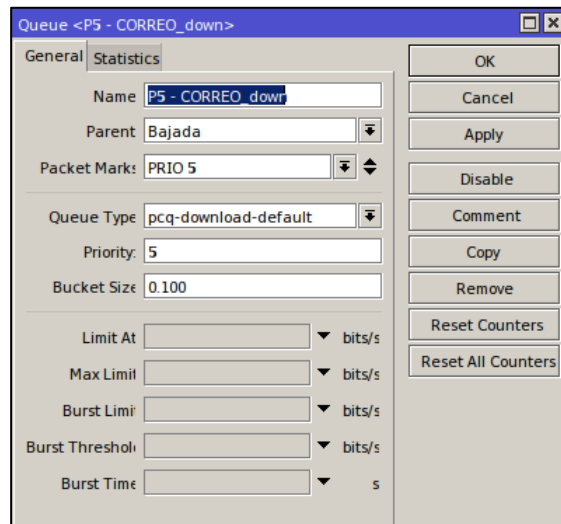 Queue <P5 - CORREO_down>
General Statistics
Name P5 - CORREO_down
Parent Bajada
Packet Marks PRIO 5
Queue Type pcq-download-default
Priority: 5
Bucket Size 0.100
Limit At bits/s
Max Limit bits/s
Burst Limit bits/s
Burst Threshold bits/s
Burst Time s
OK
Cancel
Apply
Disable
Comment
Copy
Remove
Reset Counters
Reset All Counters